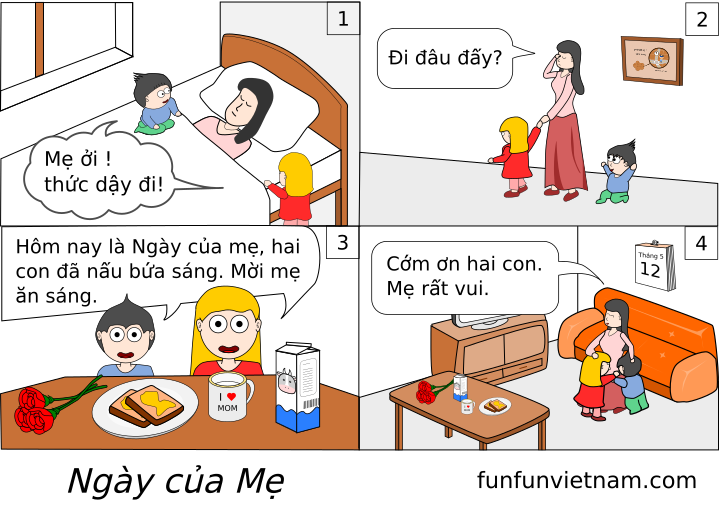 1
Mẹ ởi !
thức dậy đi!
2
Đi đâu đấy?
3
Hôm nay là Ngày của mẹ, hai
con đã nấu bứa sáng. Mời mẹ
ăn sáng.
I ♥
MOM
4
Cớm ơn hai con.
Mẹ rất vui.
Tháng 5
12
Ngày của Mẹ
funfunvietnam.com